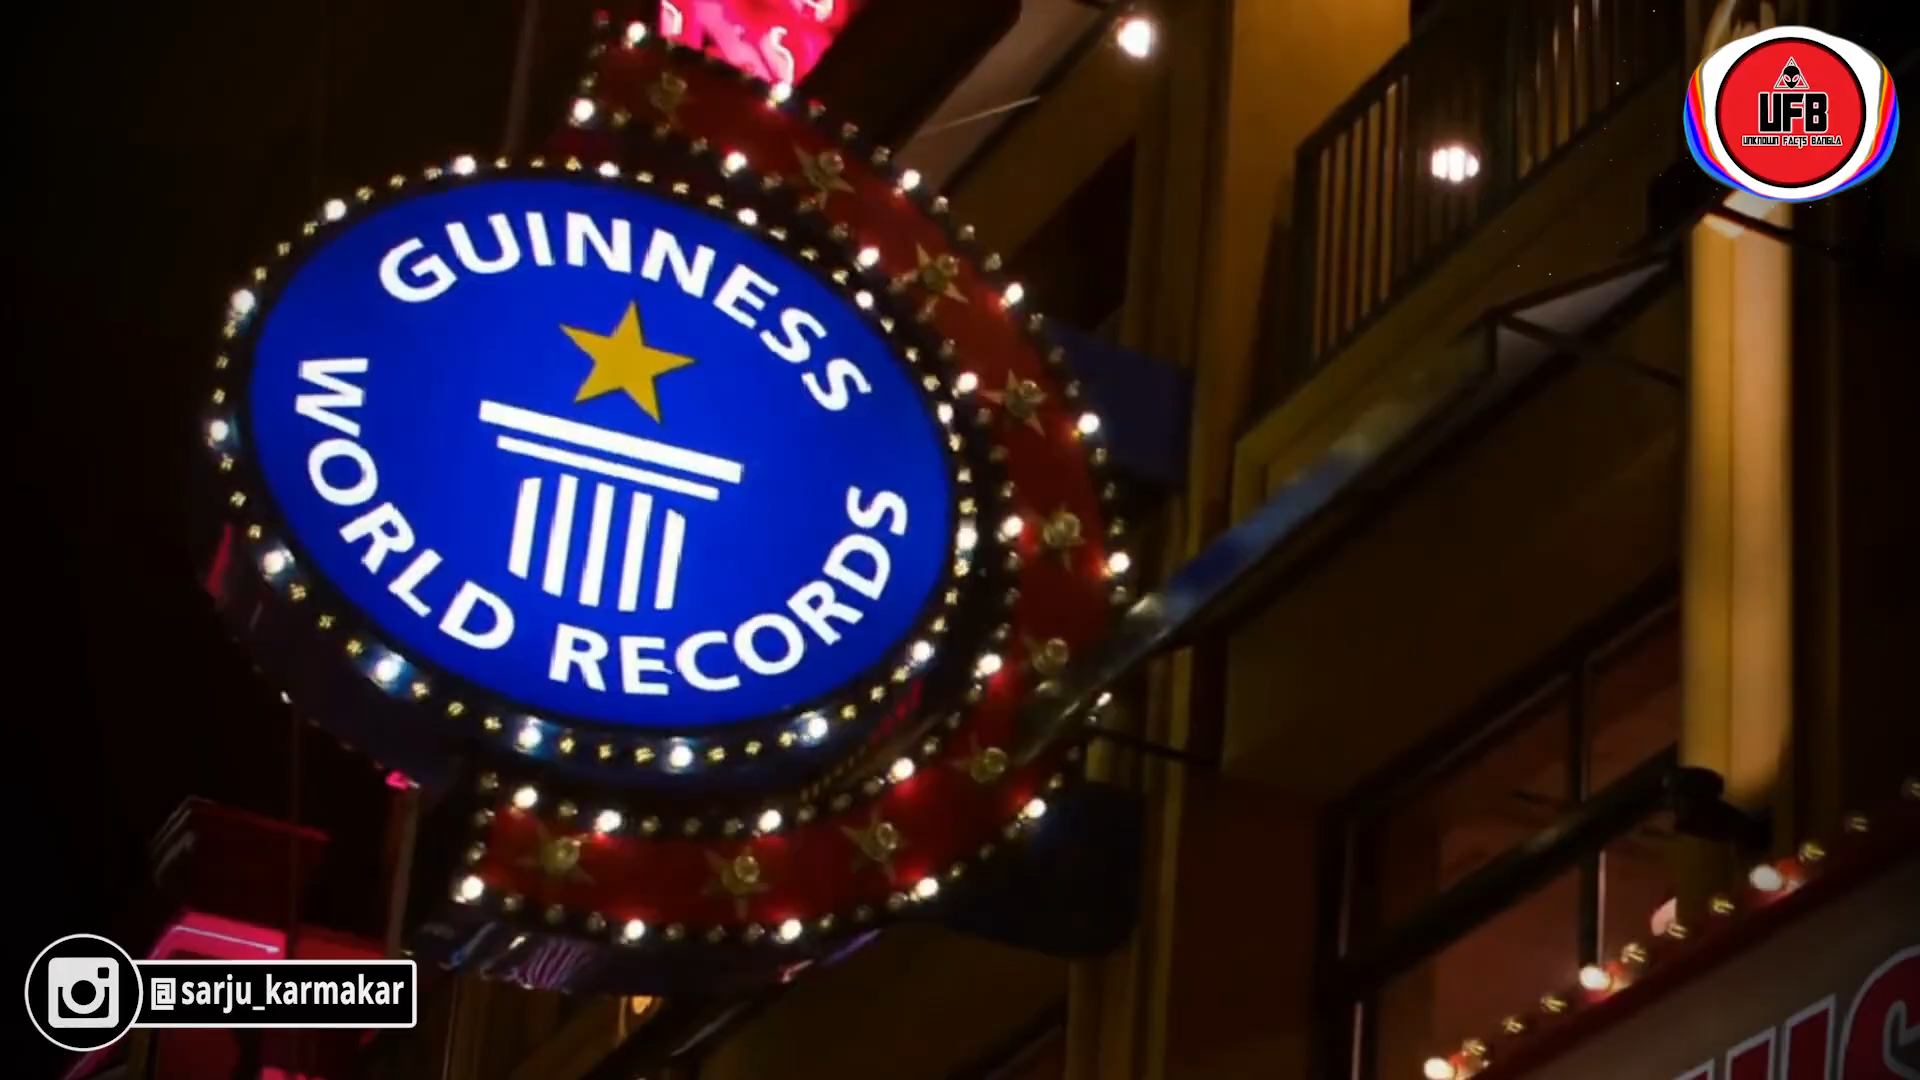 GUINNESS
WORLD RECORDS
UFB
UNKNOWN FACTS BANGLA
@sarju_karmakar